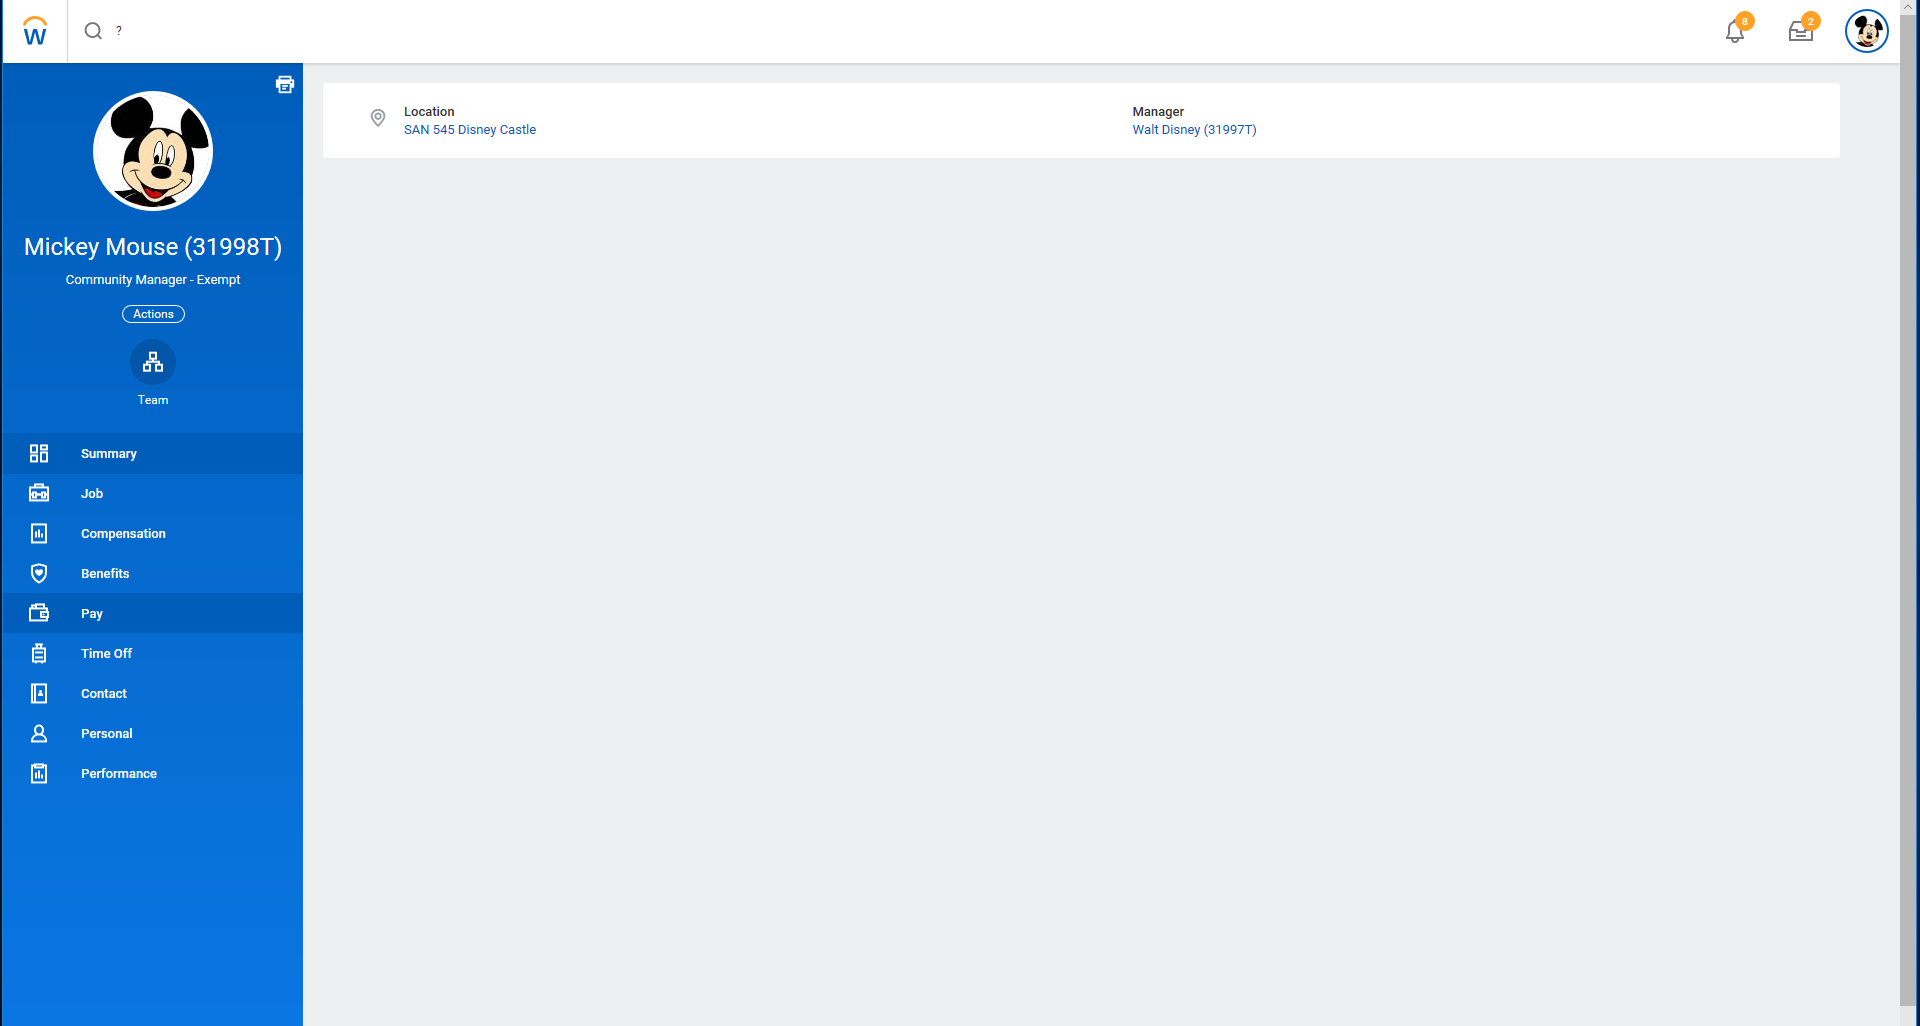 W
?
8
2
Mickey Mouse (31998T)
Community Manager - Exempt
Actions
Team
Summary
Job
Compensation
Benefits
Pay
Time Off
Contact
Personal
Performance
Location
SAN 545 Disney Castle
Manager
Walt Disney (31997T)